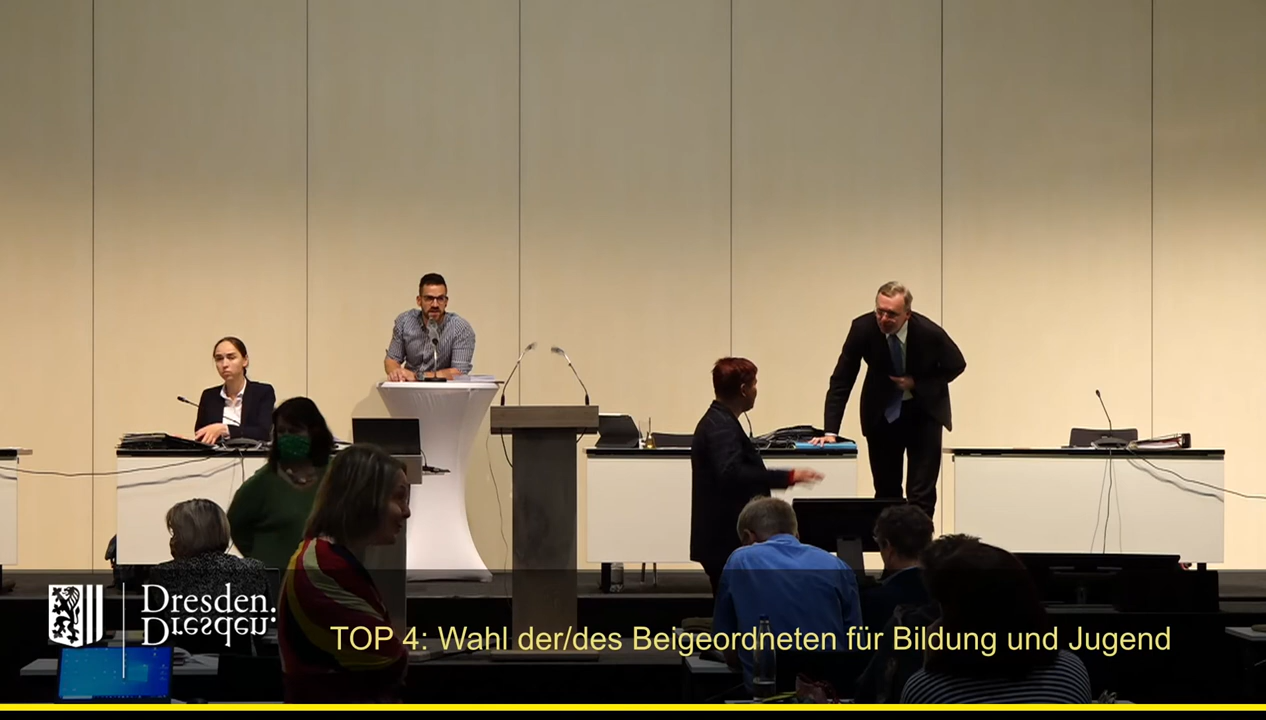 Dresden.
Dresden.
TOP 4: Wahl der/des Beigeordneten für Bildung und Jugend